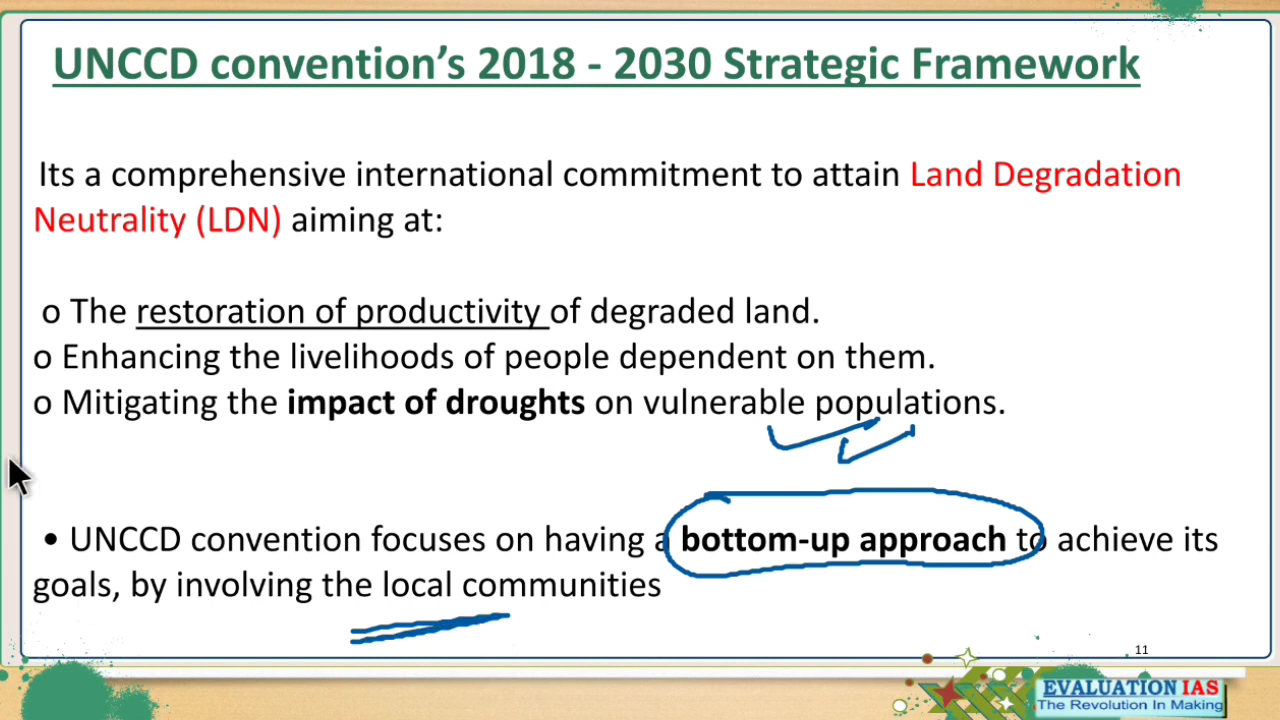 UNCCD convention’s 2018 - 2030 Strategic Framework
Its a comprehensive international commitment to attain Land Degradation
Neutrality (LDN) aiming at:
o The restoration of productivity of degraded land.
o Enhancing the livelihoods of people dependent on them.
o Mitigating the impact of droughts on vulnerable populations.
• UNCCD convention focuses on having a bottom-up approach to achieve its
goals, by involving the local communities
11
EVALUATION IAS
The Revolution In Making